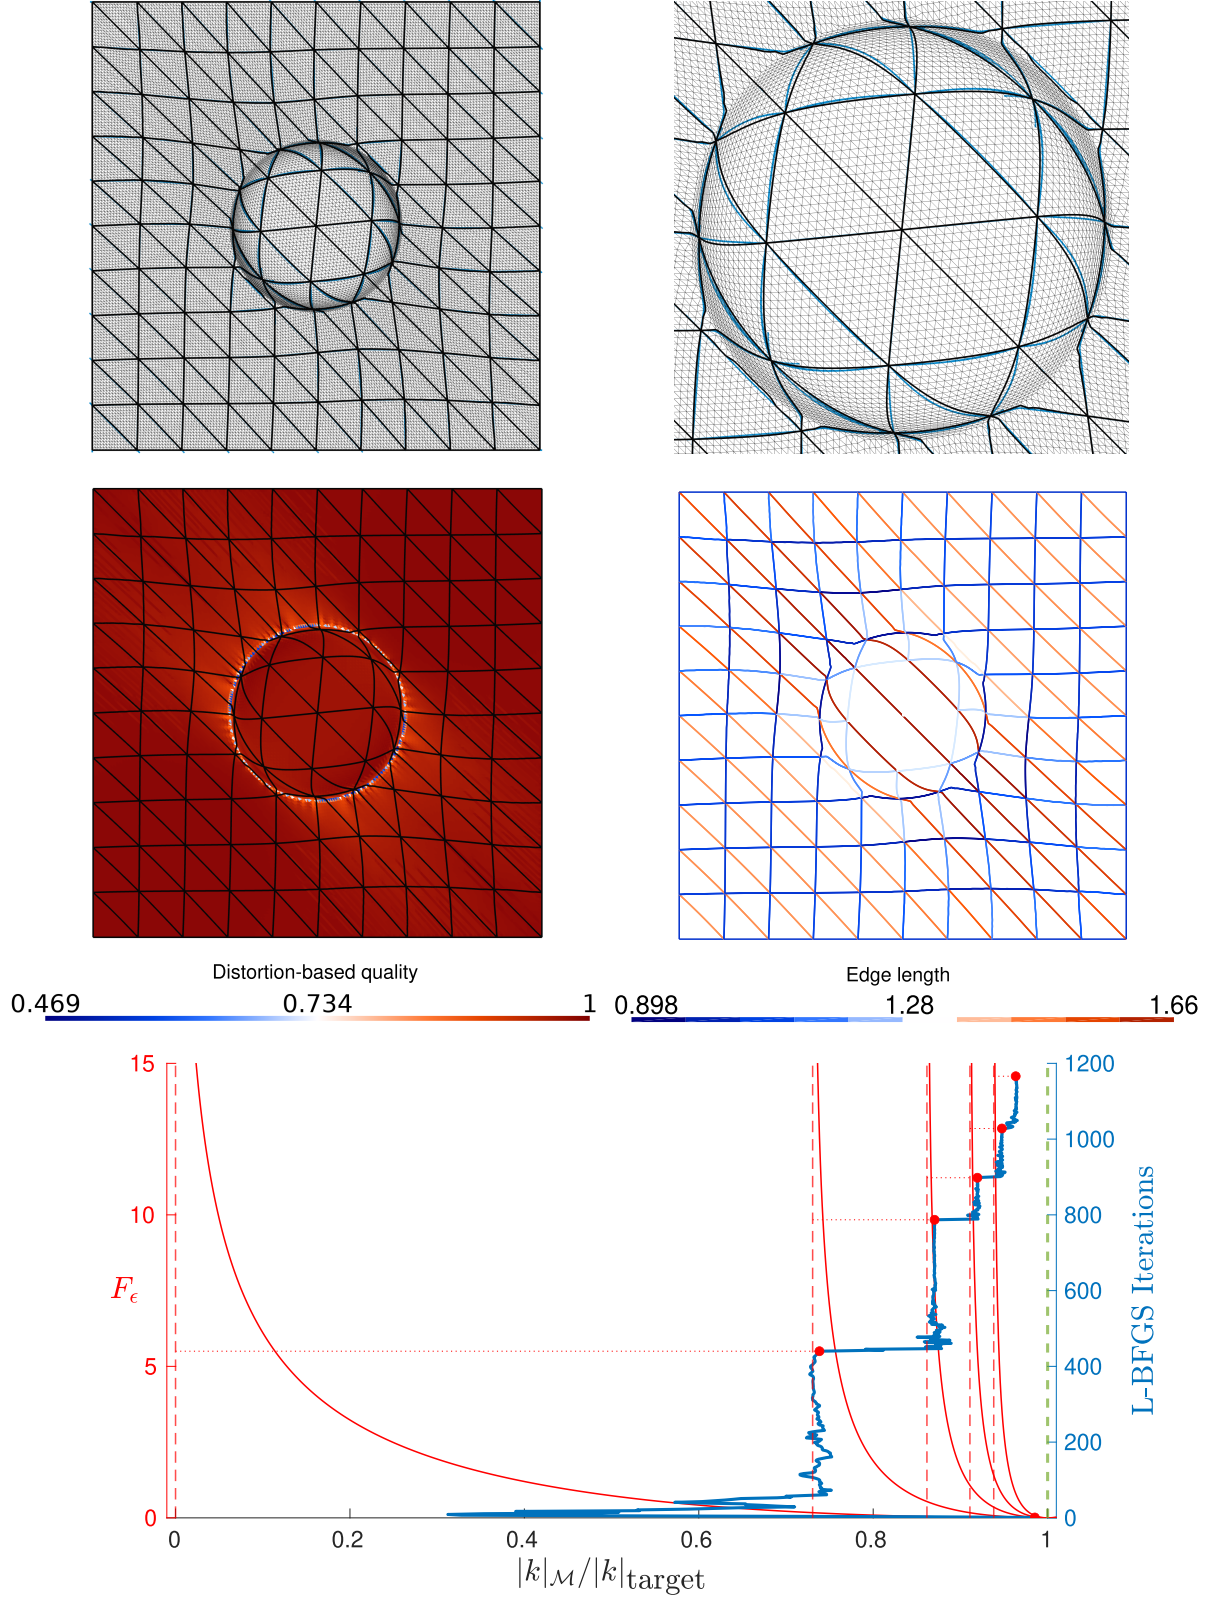 Distortion-based quality
0.469 0.734 1
Edge length
0.898 1.28 1.66
15
10
5
0
F_ϵ
1200
1000
800
600
400
200
0
L-BFGS Iterations
0 0.2 0.4 0.6 0.8 1
|k|_ℳ/|k|_target